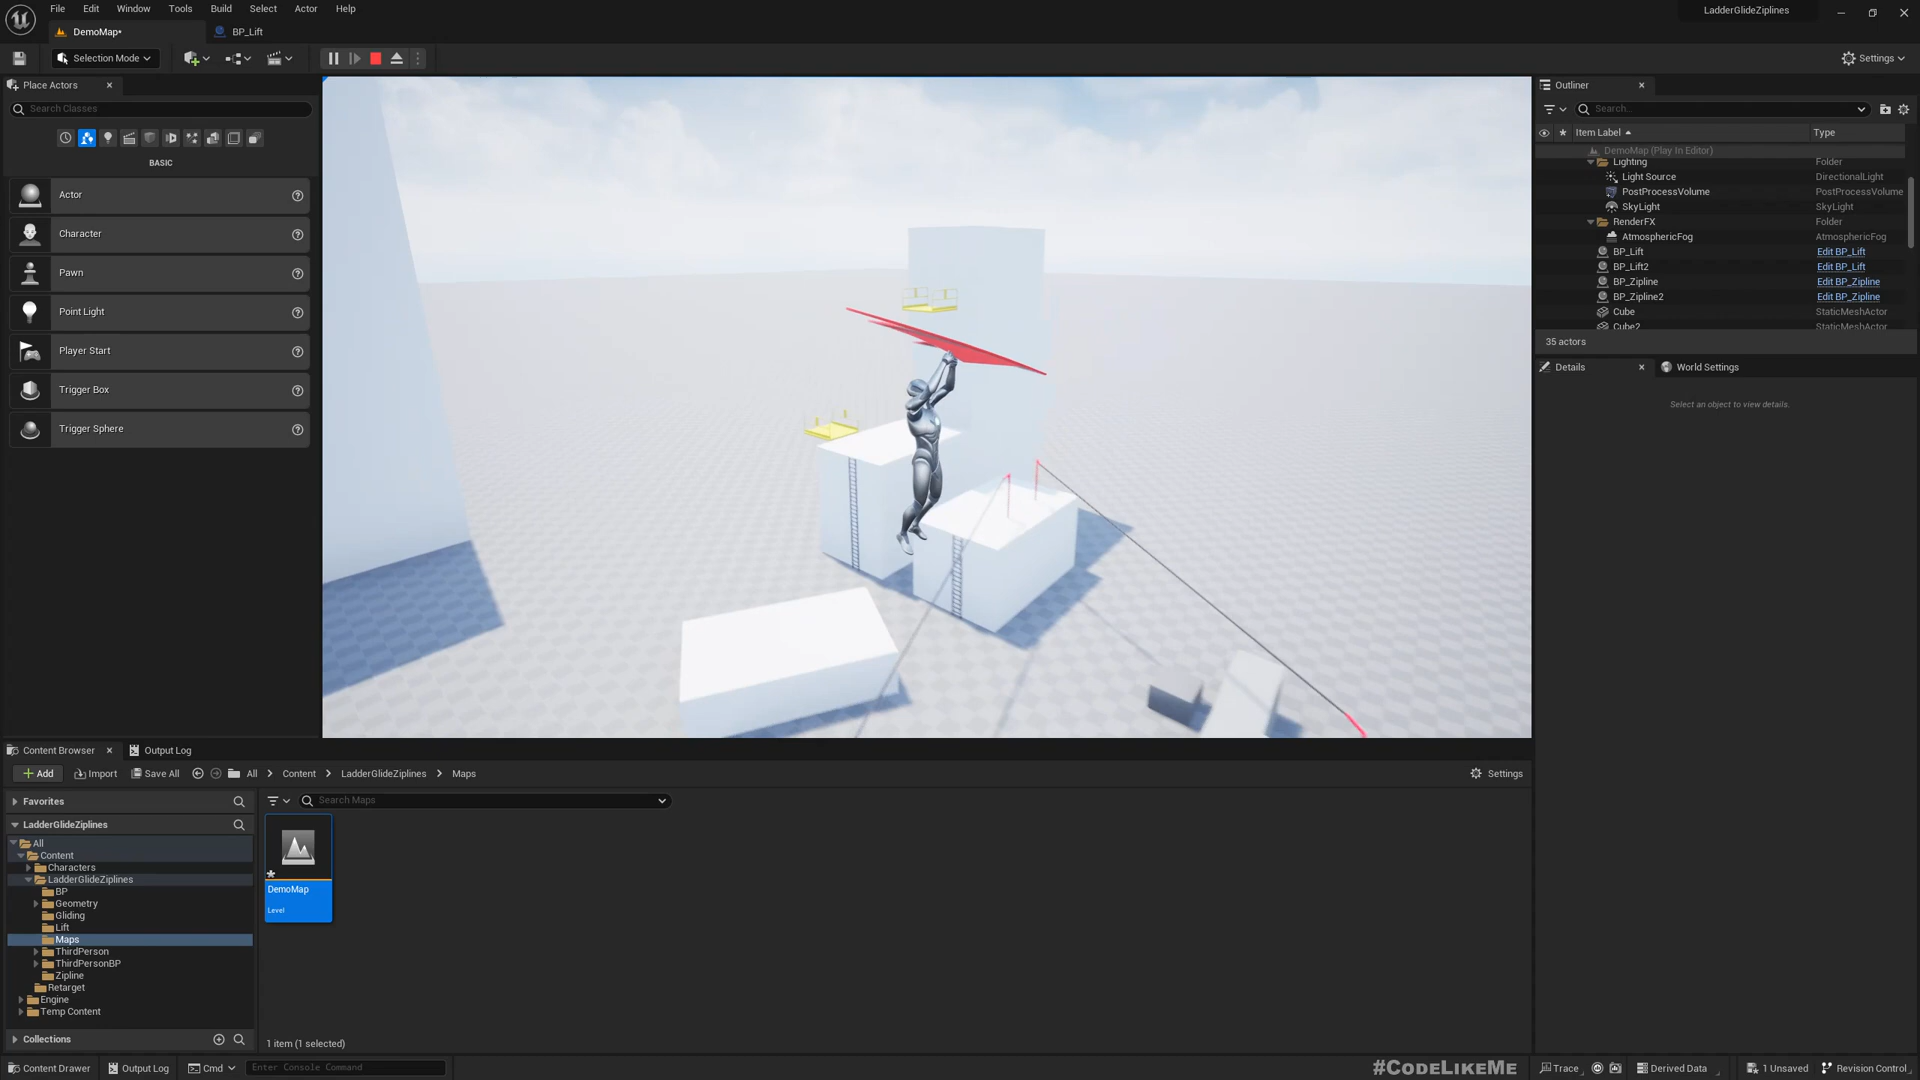 File Edit Window Tools Build Select Actor Help
LadderGlideZiplines
DemoMap•
BP_Lift
Selection Mode
Settings
Place Actors
Search Classes
BASIC
Actor
Character
Pawn
Point Light
Player Start
Trigger Box
Trigger Sphere
Outliner
Search...
Item Label Type
DemoMap (Play In Editor)
Lighting Folder
Light Source DirectionalLight
PostProcessVolume PostProcessVolume
SkyLight SkyLight
RenderFX Folder
AtmosphericFog AtmosphericFog
BP_Lift Edit BP_Lift
BP_Lift2 Edit BP_Lift
BP_Zipline Edit BP_Zipline
BP_Zipline2 Edit BP_Zipline
Cube StaticMeshActor
Cube2 StaticMeshActor
35 actors
Details World Settings
Select an object to view details.
Content Browser Output Log
Add Import Save All All Content LadderGlideZiplines Maps
Settings
Favorites
Search Maps
LadderGlideZiplines
All
Content
Characters
LadderGlideZiplines
BP
Geometry
Gliding
Lift
Maps
ThirdPerson
ThirdPersonBP
Zipline
Retarget
Engine
Temp Content
Collections
DemoMap
Level
1 item (1 selected)
Content Drawer Output Log Cmd Enter Console Command
#CodeLikeMe
Trace Derived Data 1 Unsaved Revision Control